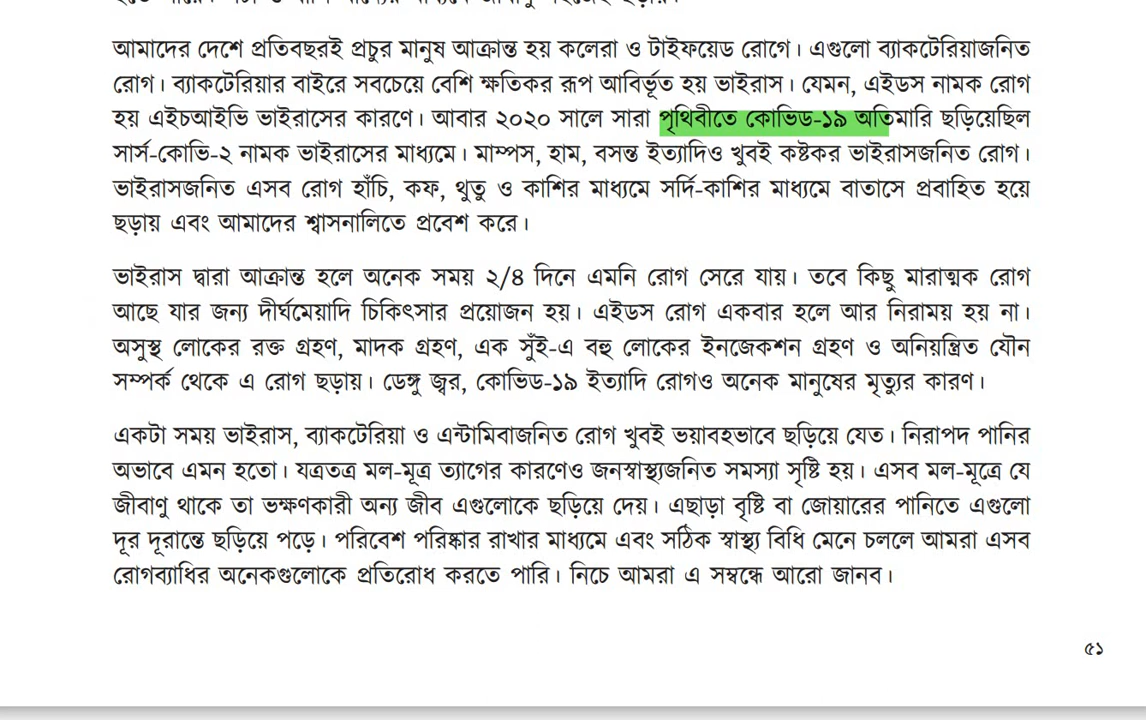 আমাদের দেশে প্রতিবছরই প্রচুর মানুষ আক্রান্ত হয় কলেরা ও টাইফয়েড রোগে। এগুলো ব্যাকটেরিয়াজনিত
রোগ। ব্যাকটেরিয়ার বাইরে সবচেয়ে বেশি ক্ষতিকর রূপ আবির্ভূত হয় ভাইরাস। যেমন, এইডস নামক রোগ
হয় এইচআইভি ভাইরাসের কারণে। আবার ২০২০ সালে সারা পৃথিবীতে কোভিড-১৯ অতিমারি ছড়িয়েছিল
সার্স-কোভি-২ নামক ভাইরাসের মাধ্যমে। মাম্পস, হাম, বসন্ত ইত্যাদিও খুবই কষ্টকর ভাইরাসজনিত রোগ।
ভাইরাসজনিত এসব রোগ হাঁচি, কফ, থুতু ও কাশির মাধ্যমে সর্দি-কাশির মাধ্যমে বাতাসে প্রবাহিত হয়ে
ছড়ায় এবং আমাদের শ্বাসনালিতে প্রবেশ করে।
ভাইরাস দ্বারা আক্রান্ত হলে অনেক সময় ২/৪ দিনে এমনি রোগ সেরে যায়। তবে কিছু মারাত্মক রোগ
আছে যার জন্য দীর্ঘমেয়াদি চিকিৎসার প্রয়োজন হয়। এইডস রোগ একবার হলে আর নিরাময় হয় না।
অসুস্থ লোকের রক্ত গ্রহণ, মাদক গ্রহণ, এক সুঁই-এ বহু লোকের ইনজেকশন গ্রহণ ও অনিয়ন্ত্রিত যৌন
সম্পর্ক থেকে এ রোগ ছড়ায়। ডেঙ্গু জ্বর, কোভিড-১৯ ইত্যাদি রোগও অনেক মানুষের মৃত্যুর কারণ।
একটা সময় ভাইরাস, ব্যাকটেরিয়া ও এন্টামিবাজনিত রোগ খুবই ভয়াবহভাবে ছড়িয়ে যেত। নিরাপদ পানির
অভাবে এমন হতো। যত্রতত্র মল-মূত্র ত্যাগের কারণেও জনস্বাস্থ্যজনিত সমস্যা সৃষ্টি হয়। এসব মল-মূত্রে যে
জীবাণু থাকে তা ভক্ষণকারী অন্য জীব এগুলোকে ছড়িয়ে দেয়। এছাড়া বৃষ্টি বা জোয়ারের পানিতে এগুলো
দূর দূরান্তে ছড়িয়ে পড়ে। পরিবেশ পরিষ্কার রাখার মাধ্যমে এবং সঠিক স্বাস্থ্য বিধি মেনে চললে আমরা এসব
রোগব্যাধির অনেকগুলোকে প্রতিরোধ করতে পারি। নিচে আমরা এ সম্বন্ধে আরো জানব।
৫১